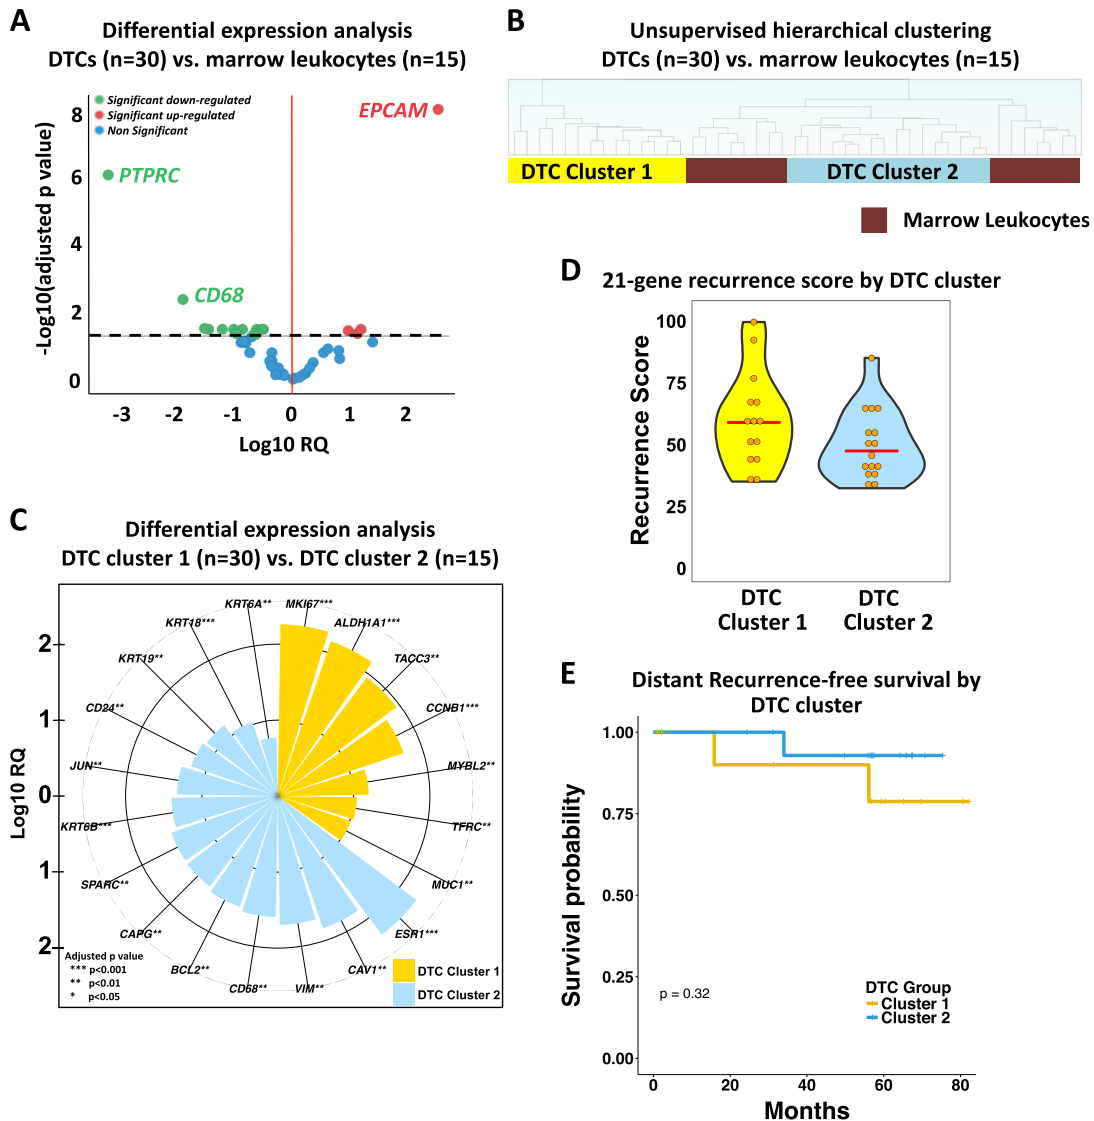 A
Differential expression analysis
DTCs (n=30) vs. marrow leukocytes (n=15)
Significant down-regulated
Significant up-regulated
Non Significant
EPCAM
PTPRC
CD68
-Log10(adjusted p value)
8
6
4
2
0
-3
-2
-1
0
1
2
Log10 RQ
B
Unsupervised hierarchical clustering
DTCs (n=30) vs. marrow leukocytes (n=15)
DTC Cluster 1
DTC Cluster 2
Marrow Leukocytes
C
Differential expression analysis
DTC cluster 1 (n=30) vs. DTC cluster 2 (n=15)
Log10 RQ
2
1
0
1
2
KRT6A**
MKI67***
KRT18***
ALDH1A1***
KRT19**
TACC3**
CD24**
CCNB1***
JUN**
MYBL2**
KRT6B***
TFRC**
SPARC**
MUC1**
CAPG**
ESR1***
BCL2**
CAV1**
CD68**
VIM**
Adjusted p value
*** p<0.001
** p<0.01
* p<0.05
DTC Cluster 1
DTC Cluster 2
D
21-gene recurrence score by DTC cluster
Recurrence Score
100
75
50
25
0
DTC
Cluster 1
DTC
Cluster 2
E
Distant Recurrence-free survival by
DTC cluster
Survival probability
1.00
0.75
0.50
0.25
0.00
p = 0.32
DTC Group
Cluster 1
Cluster 2
0
20
40
60
80
Months